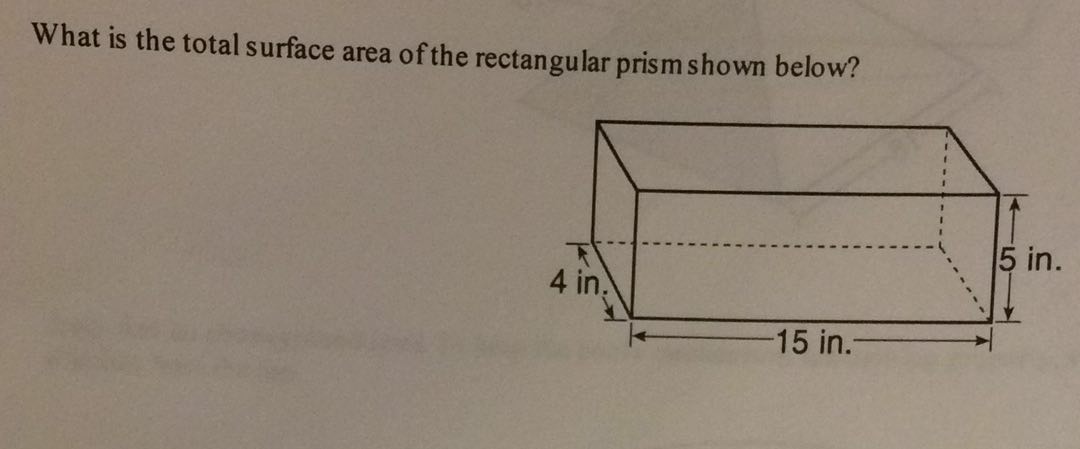 What is the total surface area of the rectangular prism shown below?
5 in.
4 in.
15 in.